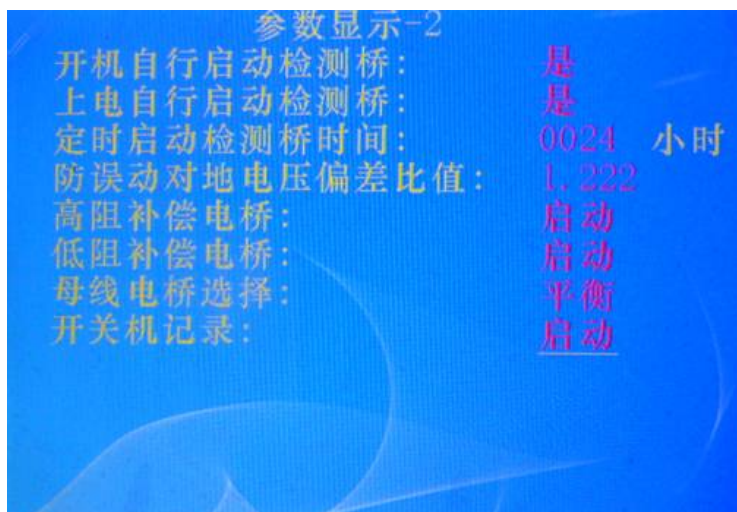 参数显示-2
开机自行启动检测桥： 是
上电自行启动检测桥： 是
定时启动检测桥时间： 0024 小时
防误动对地电压偏差比值： 1.222
高阻补偿电桥： 启动
低阻补偿电桥： 启动
母线电桥选择： 平衡
开关机记录： 启动